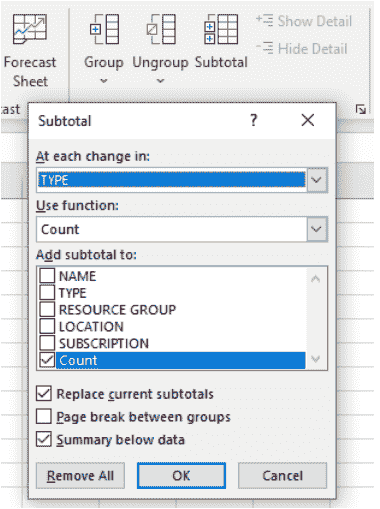 Forecast Sheet
Group
Ungroup
Subtotal
Show Detail
Hide Detail
ast
Subtotal
?
At each change in:
TYPE
Use function:
Count
Add subtotal to:
NAME
TYPE
RESOURCE GROUP
LOCATION
SUBSCRIPTION
Count
Replace current subtotals
Page break between groups
Summary below data
Remove All
OK
Cancel